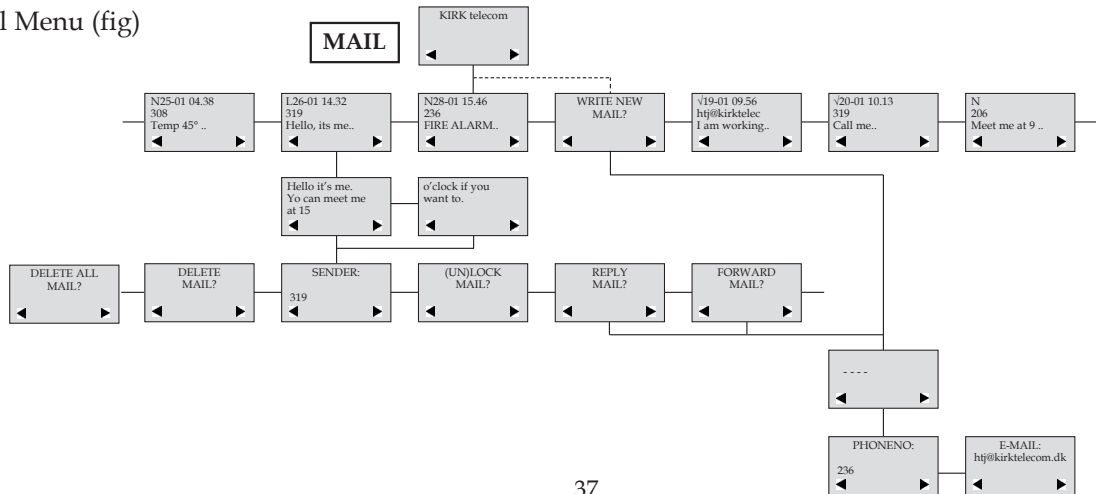 l Menu (fig)
MAIL
KIRK telecom
N25-01 04.38
308
Temp 45° ..
L26-01 14.32
319
Hello, its me..
N28-01 15.46
236
FIRE ALARM..
WRITE NEW
MAIL?
√19-01 09.56
htj@kirktelec
I am working..
√20-01 10.13
319
Call me..
N
206
Meet me at 9 ..
Hello it's me.
Yo can meet me
at 15
o'clock if you
want to.
DELETE ALL
MAIL?
DELETE
MAIL?
SENDER:
319
(UN)LOCK
MAIL?
REPLY
MAIL?
FORWARD
MAIL?
- - - -
PHONENO:
236
E-MAIL:
htj@kirktelecom.dk
37